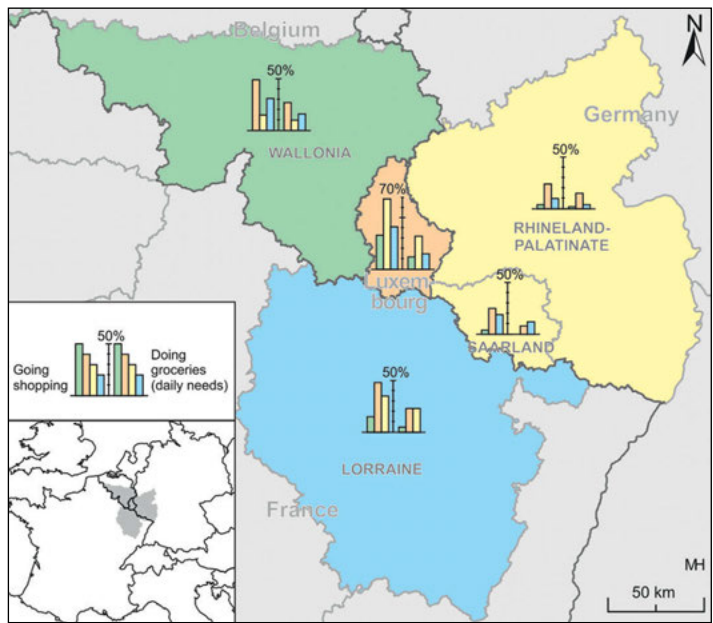 Belgium
N
50%
Germany
WALLONIA
50%
70%
RHINELAND-
PALATINATE
50%
Luxem-
bourg
SAARLAND
50%
Going
shopping
50%
Doing
groceries
(daily needs)
LORRAINE
France
MH
50 km